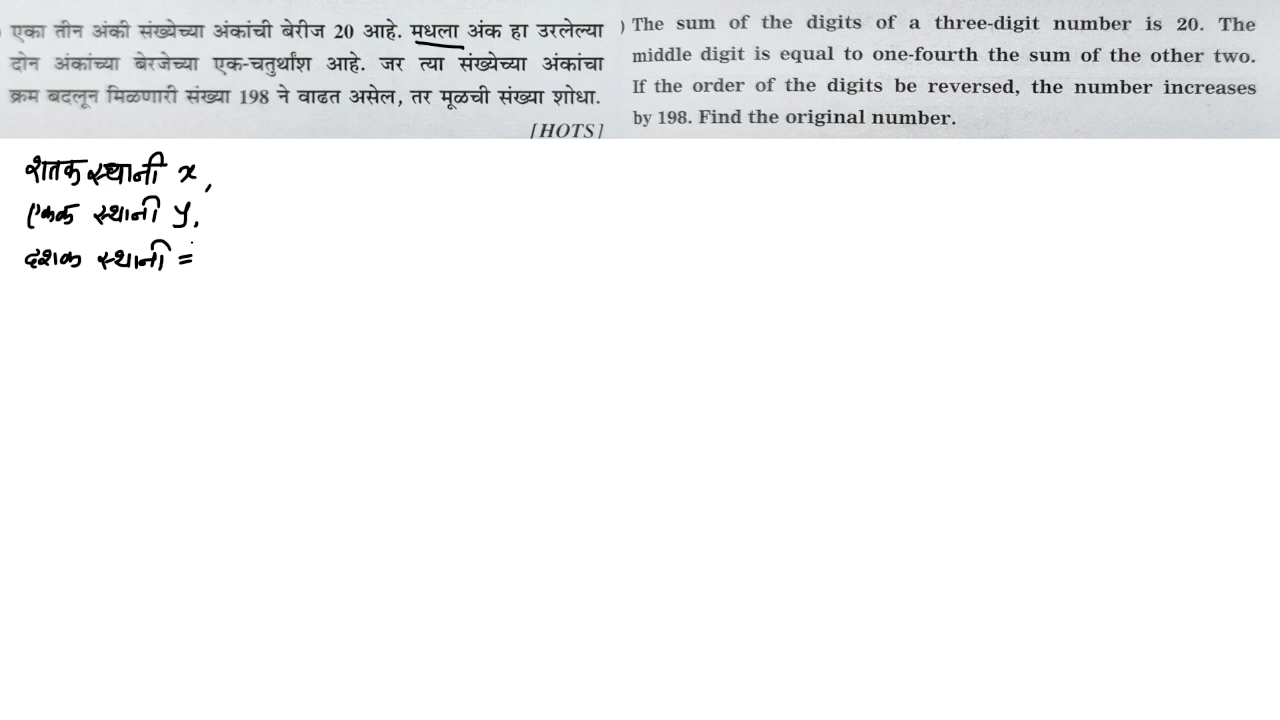 एका तीन अंकी संख्येच्या अंकांची बेरीज 20 आहे. मधला अंक हा उरलेल्या
दोन अंकांच्या बेरजेच्या एक-चतुर्थांश आहे. जर त्या संख्येच्या अंकांचा
क्रम बदलून मिळणारी संख्या 198 ने वाढत असेल, तर मूळची संख्या शोधा.
[HOTS]
) The sum of the digits of a three-digit number is 20. The
middle digit is equal to one-fourth the sum of the other two.
If the order of the digits be reversed, the number increases
by 198. Find the original number.
शतक स्थानी x,
एकक स्थानी y,
दशक स्थानी =